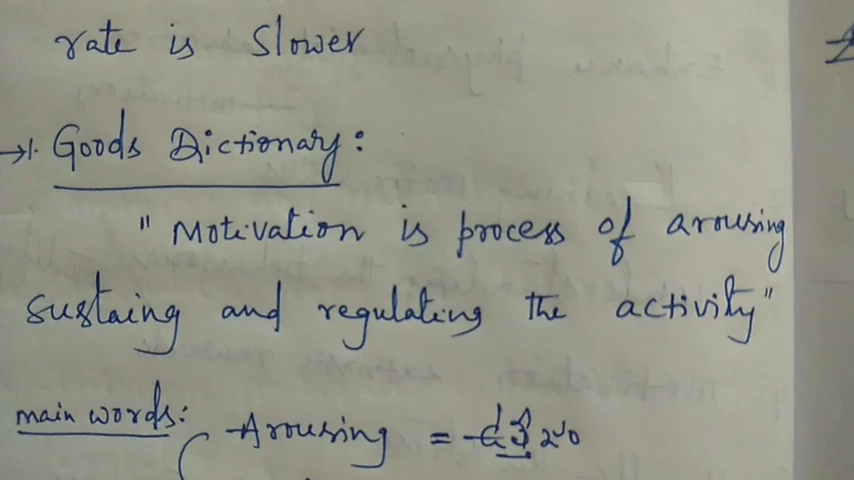 rate is slower
→1. Goods Dictionary:
" Motivation is process of arousing
sustaing and regulating the activity"
main words: Arousing =